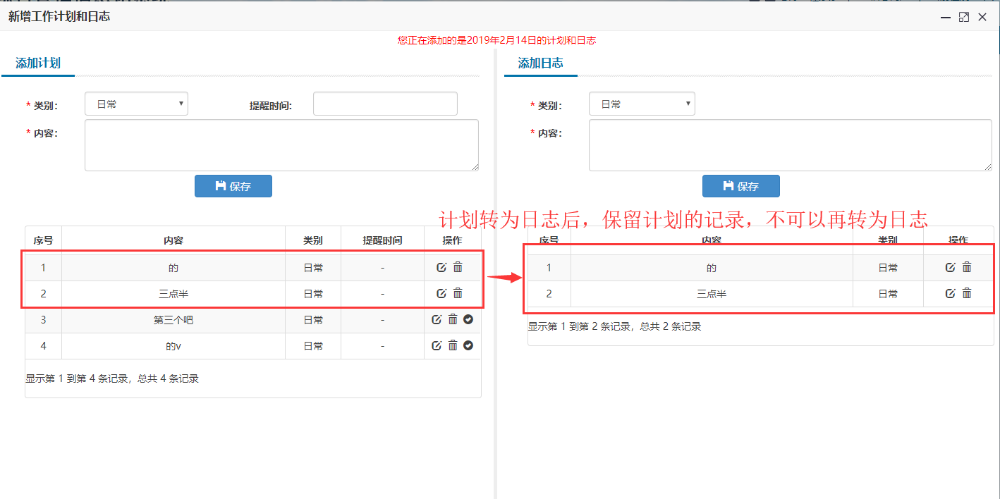 新增工作计划和日志
您正在添加的是2019年2月14日的计划和日志
添加计划
* 类别： 日常 提醒时间：
* 内容：
保存
序号 内容 类别 提醒时间 操作
1 的 日常 -
2 三点半 日常 -
3 第三个吧 日常 -
4 的v 日常 -
显示第 1 到第 4 条记录，总共 4 条记录
添加日志
* 类别： 日常
* 内容：
保存
计划转为日志后，保留计划的记录，不可以再转为日志
序号 内容 类别 操作
1 的 日常
2 三点半 日常
显示第 1 到第 2 条记录，总共 2 条记录